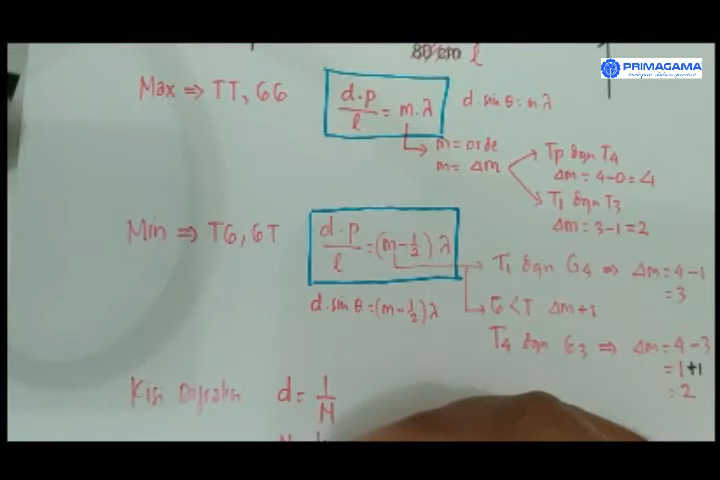 80 cm l
PRIMAGAMA
Max ⇒ TT, GG
d·p/l = m·λ
d·sin θ = n·λ
m = orde
m = Δm
Tp dgn T4
Δm = 4-0 = 4
T1 dgn T3
Δm = 3-1 = 2
Min ⇒ TG, GT
d·p/l = (m-1/2)λ
d·sin θ = (m-1/2)λ
T1 dgn G4 ⇒ Δm = 4-1
= 3
G<T Δm+1
T4 dgn G3 ⇒ Δm = 4-3
= 1+1
= 2
Kisi d = 1/N